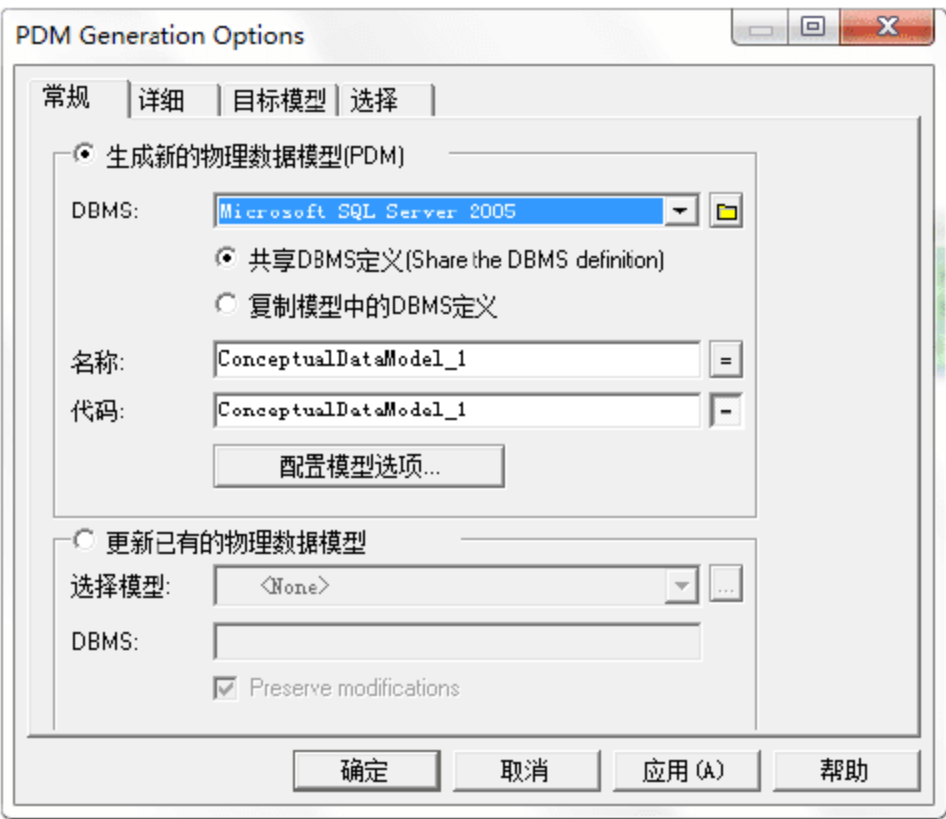 PDM Generation Options
常规 详细 目标模型 选择
生成新的物理数据模型(PDM)
DBMS: Microsoft SQL Server 2005
共享DBMS定义(Share the DBMS definition)
复制模型中的DBMS定义
名称: ConceptualDataModel_1 =
代码: ConceptualDataModel_1 =
配置模型选项...
更新已有的物理数据模型
选择模型: <None> ...
DBMS:
Preserve modifications
确定 取消 应用(A) 帮助